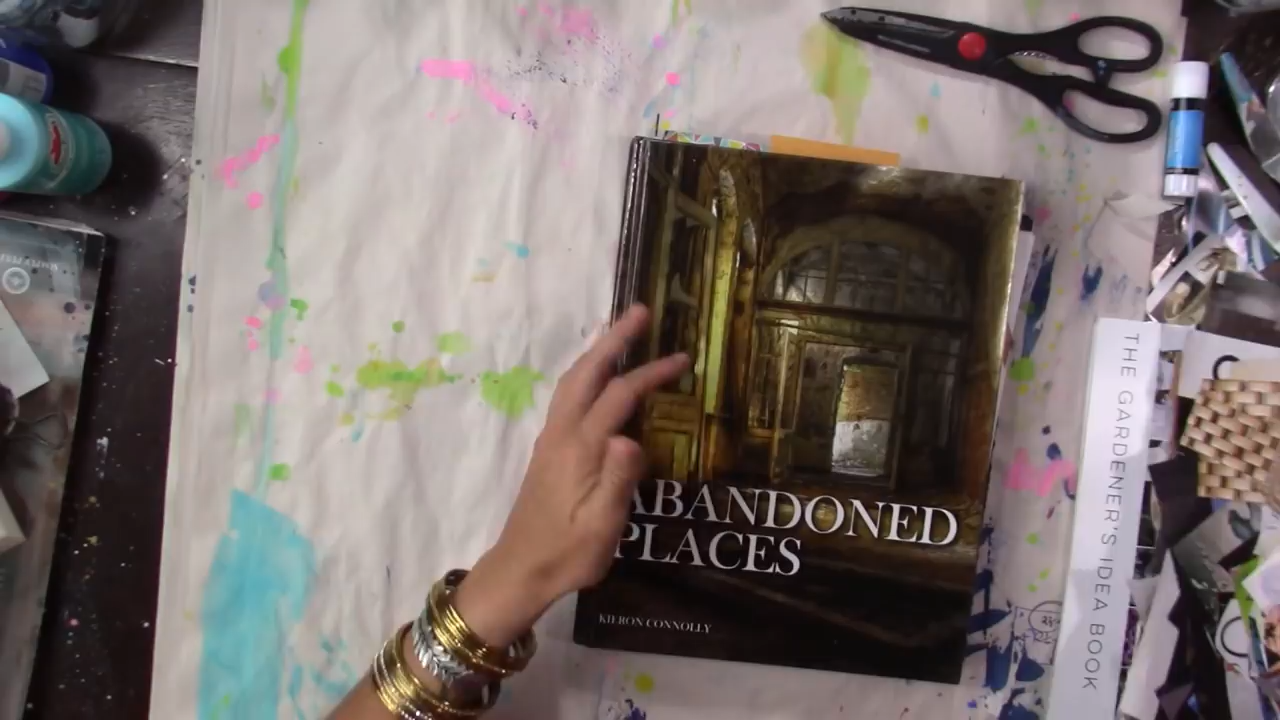 ABANDONED
PLACES
KIERON CONNOLLY
THE GARDENER'S IDEA BOOK